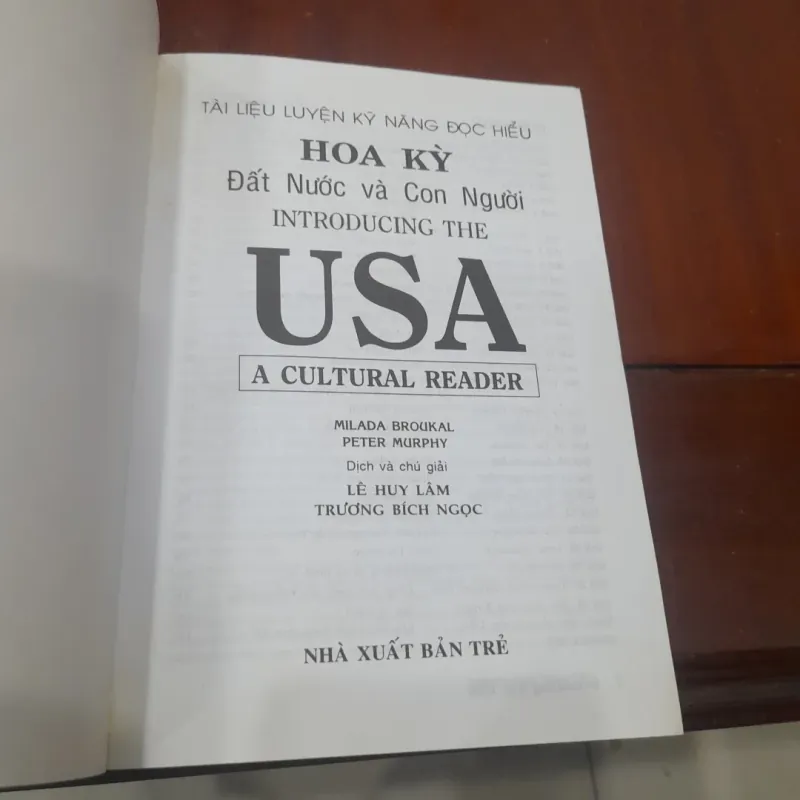 TÀI LIỆU LUYỆN KỸ NĂNG ĐỌC HIỂU
HOA KỲ
Đất Nước và Con Người
INTRODUCING THE
USA
A CULTURAL READER
MILADA BROUKAL
PETER MURPHY
Dịch và chú giải
LÊ HUY LÂM
TRƯƠNG BÍCH NGỌC
NHÀ XUẤT BẢN TRẺ